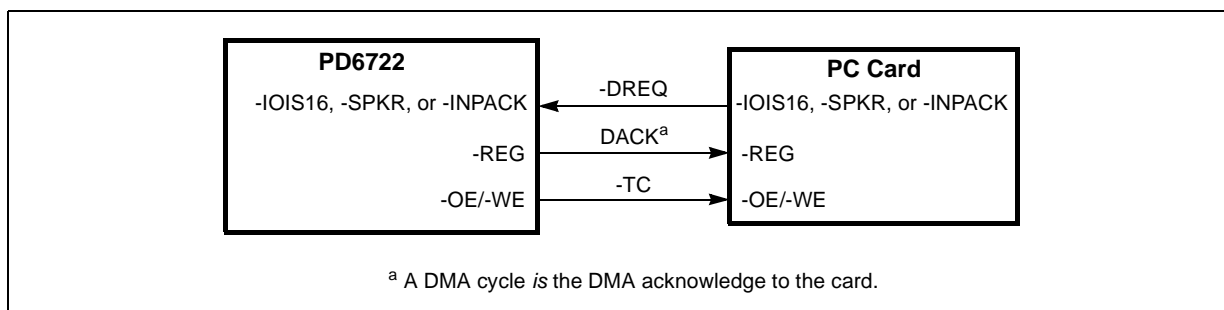 PD6722
PC Card
-DREQ
-IOIS16, -SPKR, or -INPACK
-IOIS16, -SPKR, or -INPACK
DACKa
-REG
-REG
-TC
-OE/-WE
-OE/-WE
a A DMA cycle is the DMA acknowledge to the card.